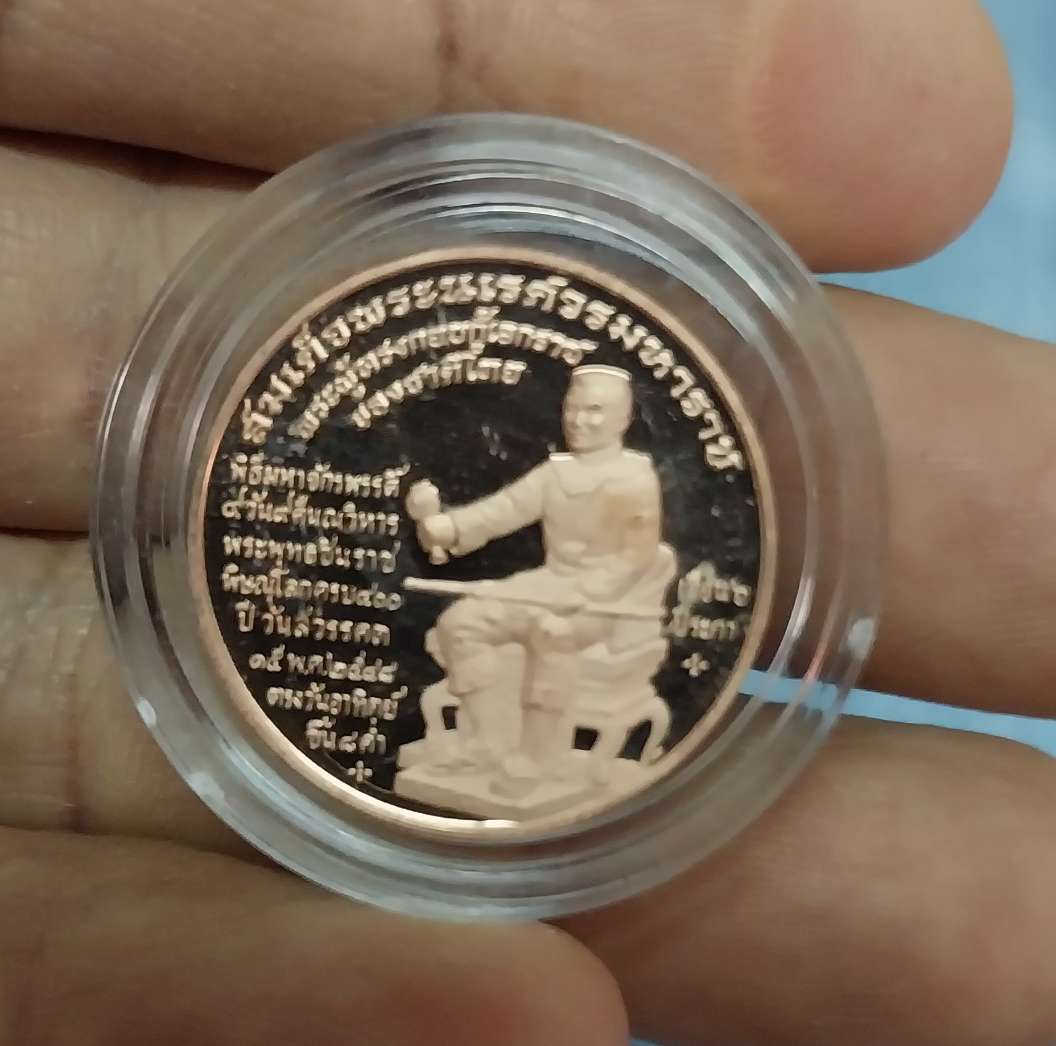 สมเด็จพระนเรศวรมหาราช
พระผู้ทรงกอบกู้เอกราช
ของชาติไทย
พิธีมหาจักรพรรดิ์
๙วัน๙คืนณวิหาร
พระพุทธชินราช
พิษณุโลกครบ๔๐๐
ปี วันสวรรคต
๑๕ พ.ค.๒๕๔๘
ตรงวันอาทิตย์
ขึ้น๘ค่ำ
ปีระกา